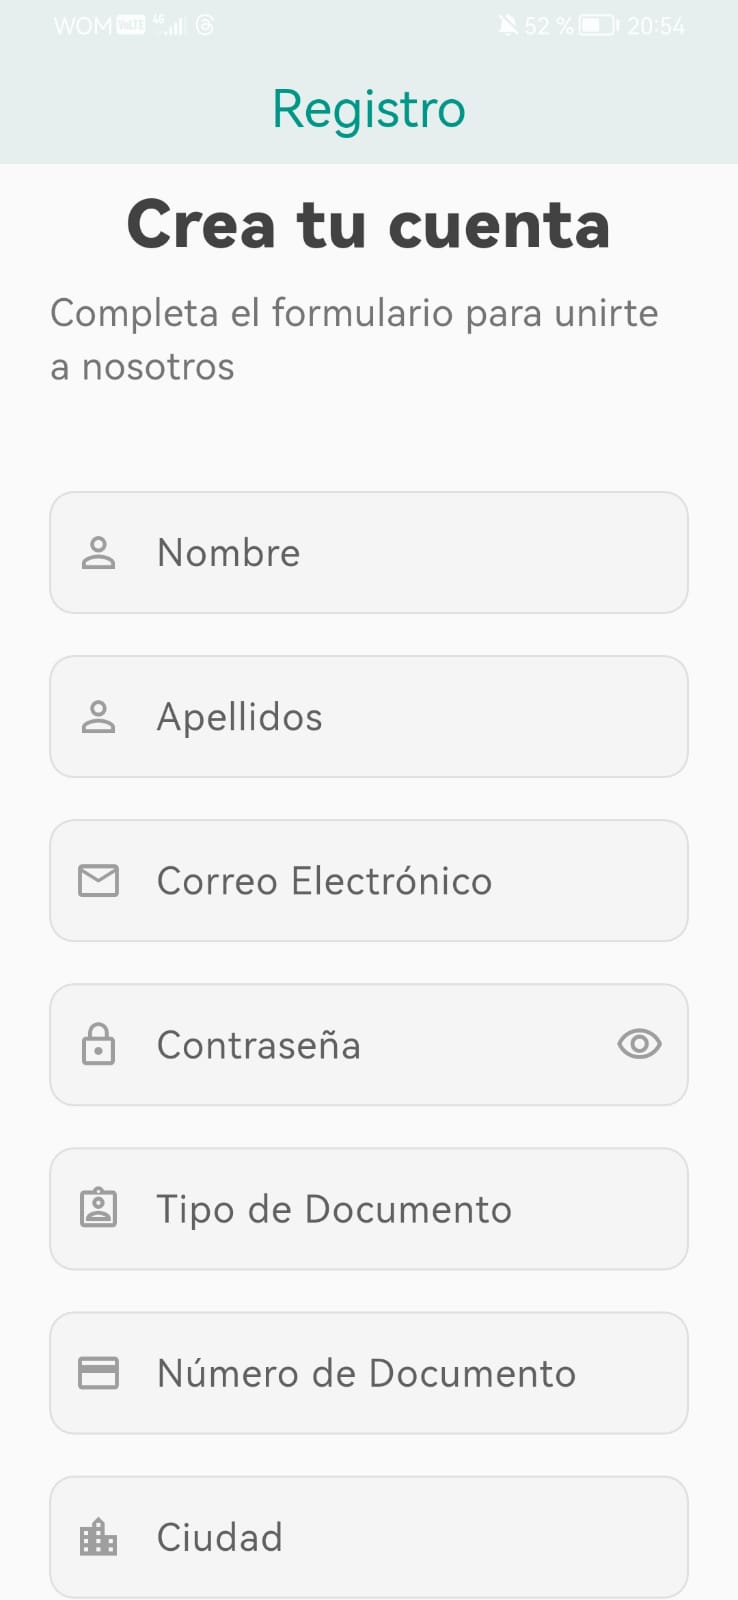 WOM VoLTE 4G 52 % 20:54
Registro
Crea tu cuenta
Completa el formulario para unirte
a nosotros
Nombre
Apellidos
Correo Electrónico
Contraseña
Tipo de Documento
Número de Documento
Ciudad